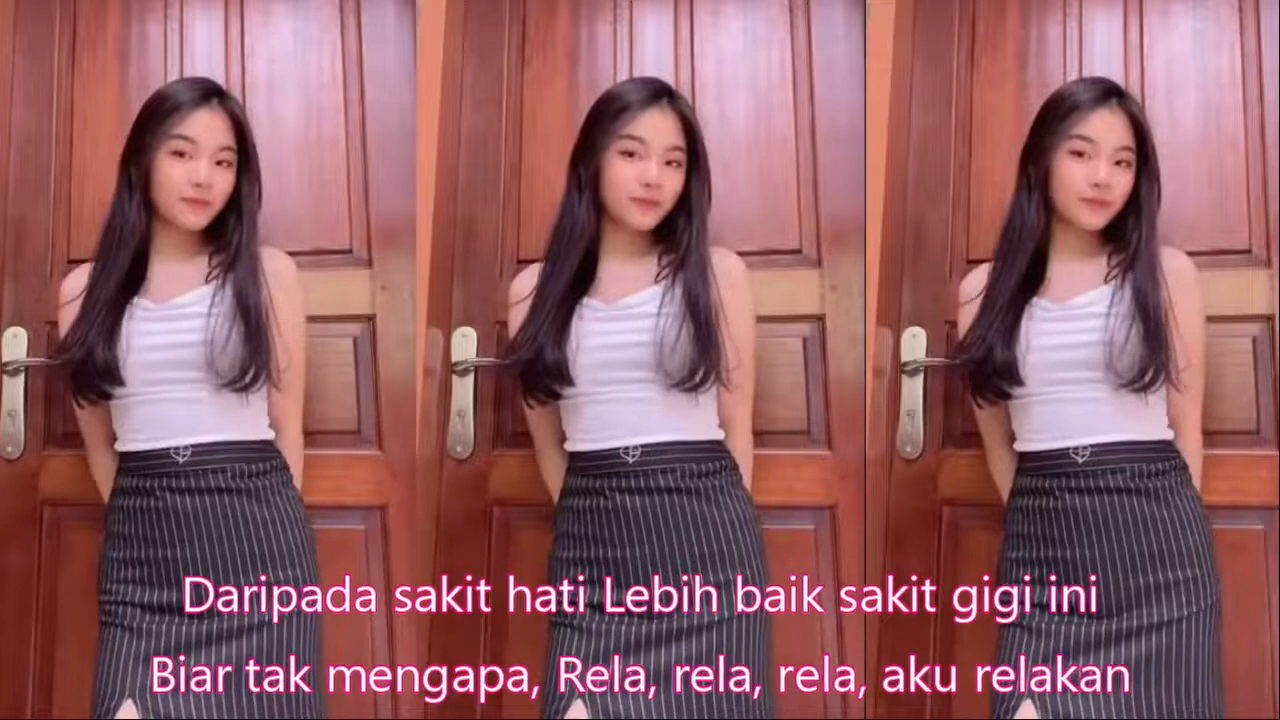 Daripada sakit hati Lebih baik sakit gigi ini
Biar tak mengapa, Rela, rela, rela, aku relakan